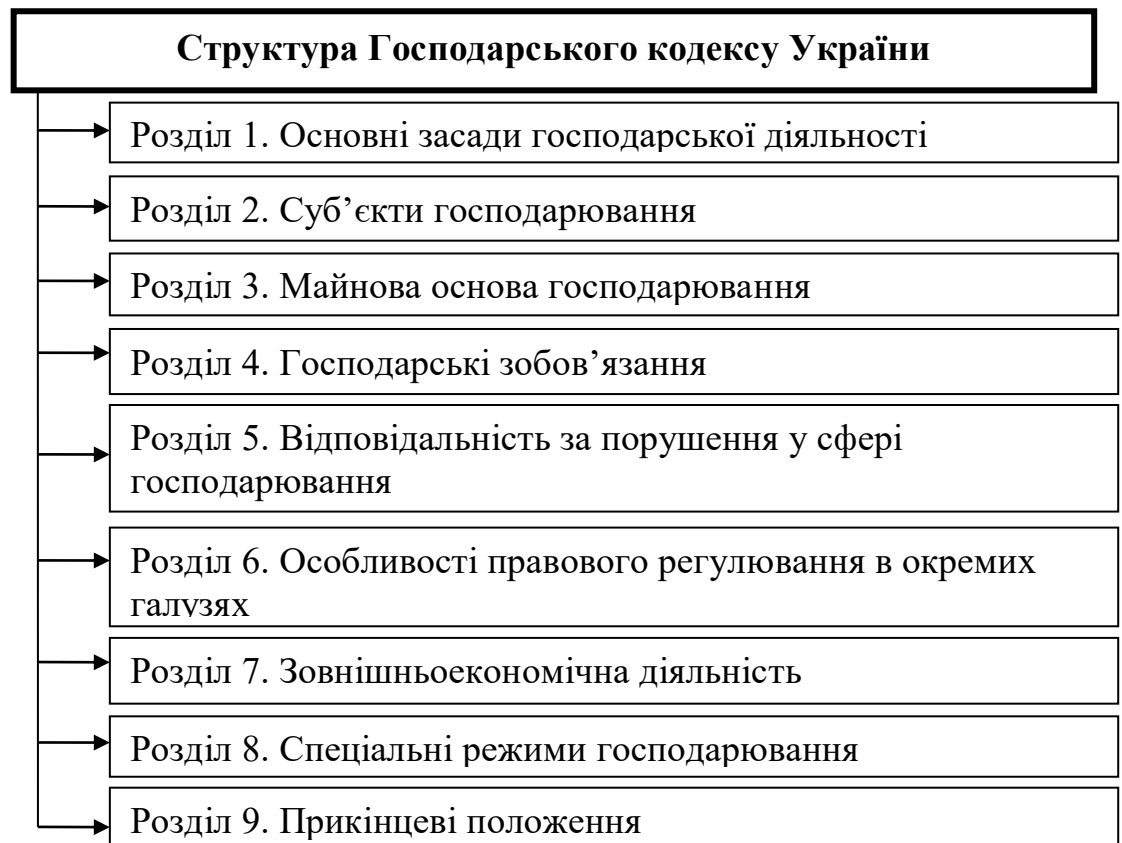 Структура Господарського кодексу України
Розділ 1. Основні засади господарської діяльності
Розділ 2. Суб’єкти господарювання
Розділ 3. Майнова основа господарювання
Розділ 4. Господарські зобов’язання
Розділ 5. Відповідальність за порушення у сфері
господарювання
Розділ 6. Особливості правового регулювання в окремих
галузях
Розділ 7. Зовнішньоекономічна діяльність
Розділ 8. Спеціальні режими господарювання
Розділ 9. Прикінцеві положення